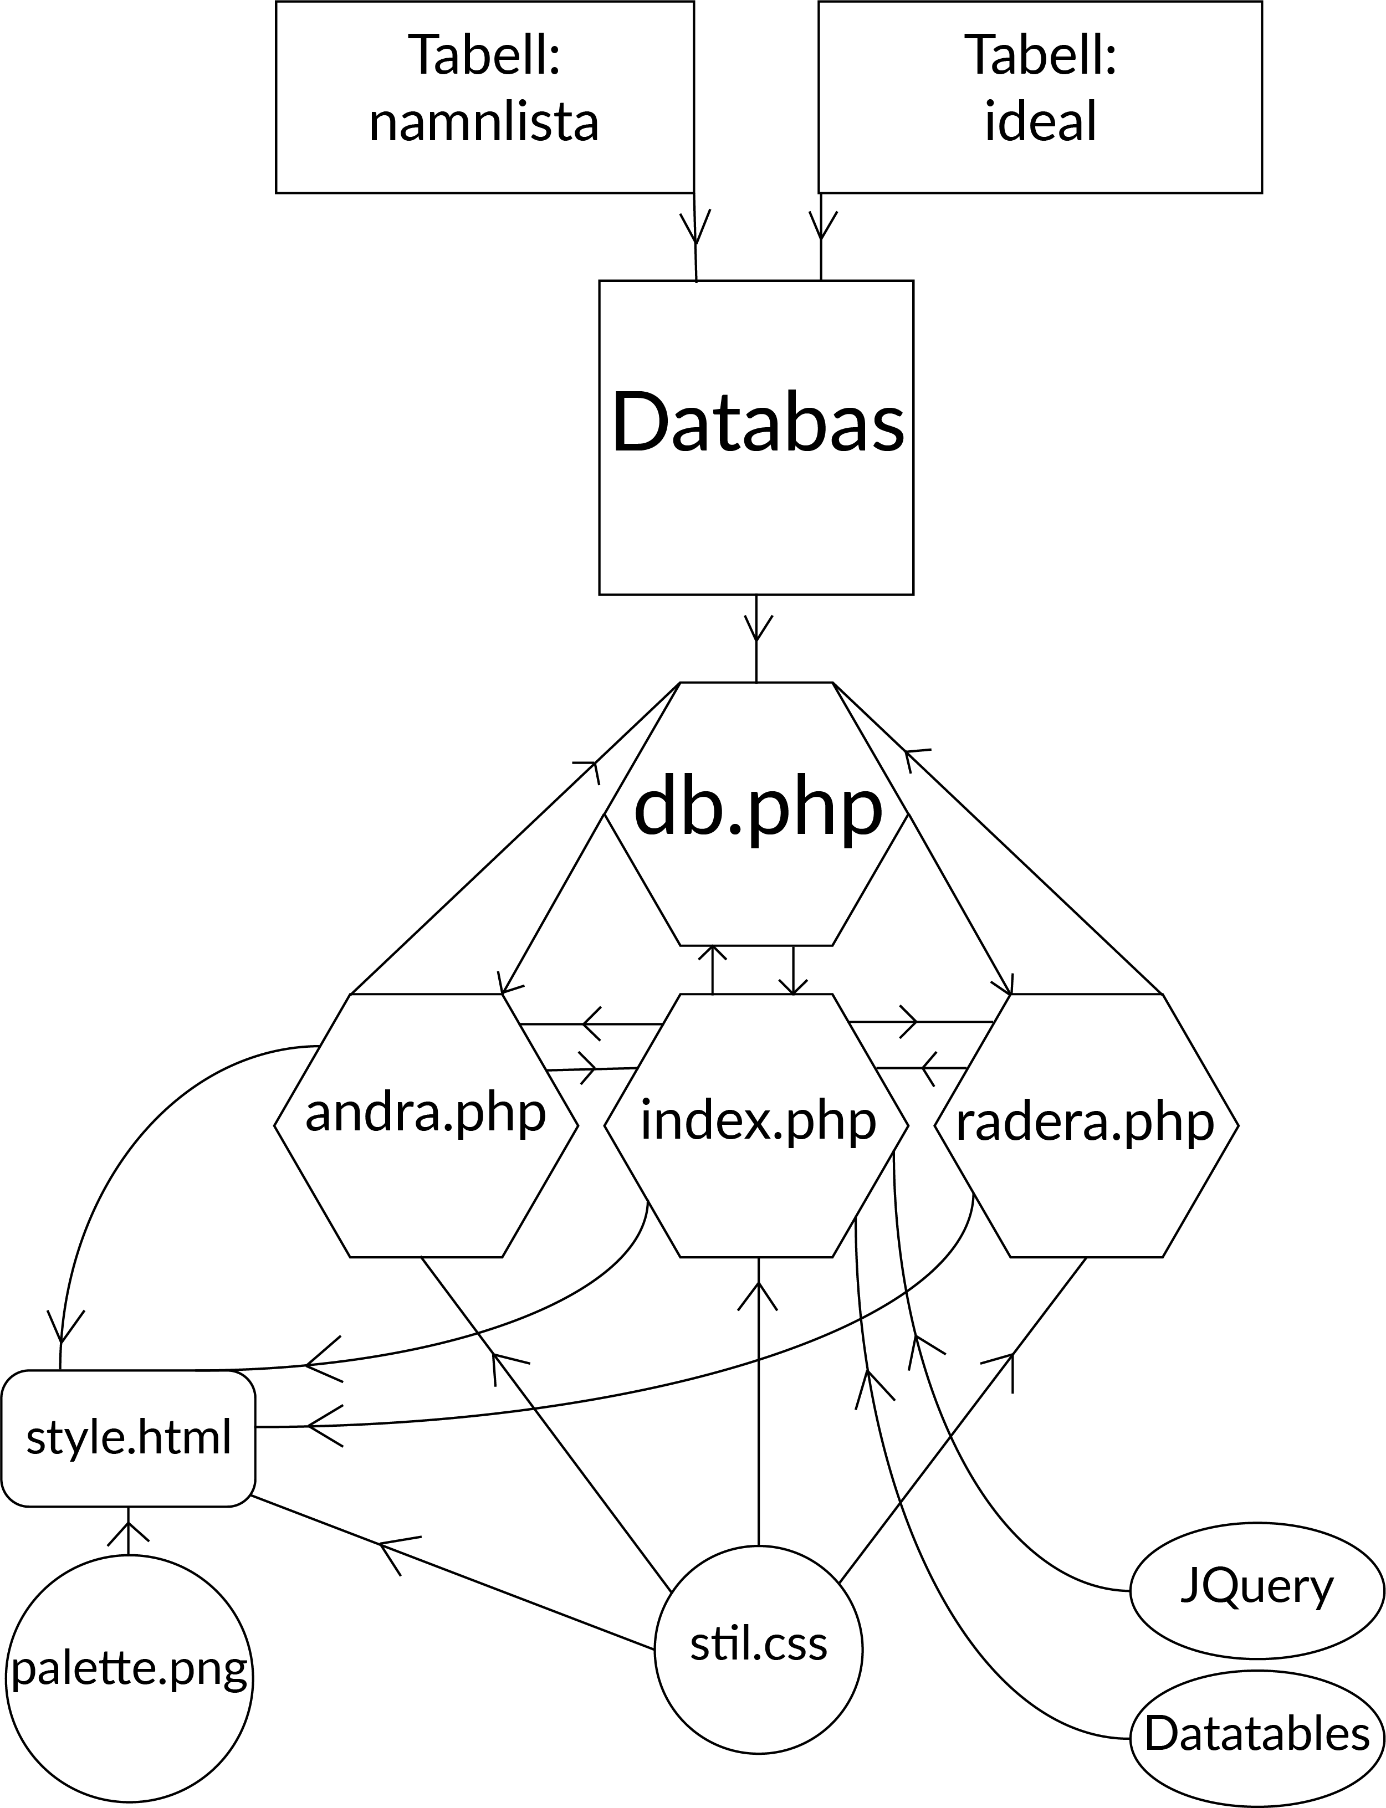 Tabell:
namnlista
Tabell:
ideal
Databas
db.php
andra.php
index.php
radera.php
style.html
palette.png
stil.css
JQuery
Datatables